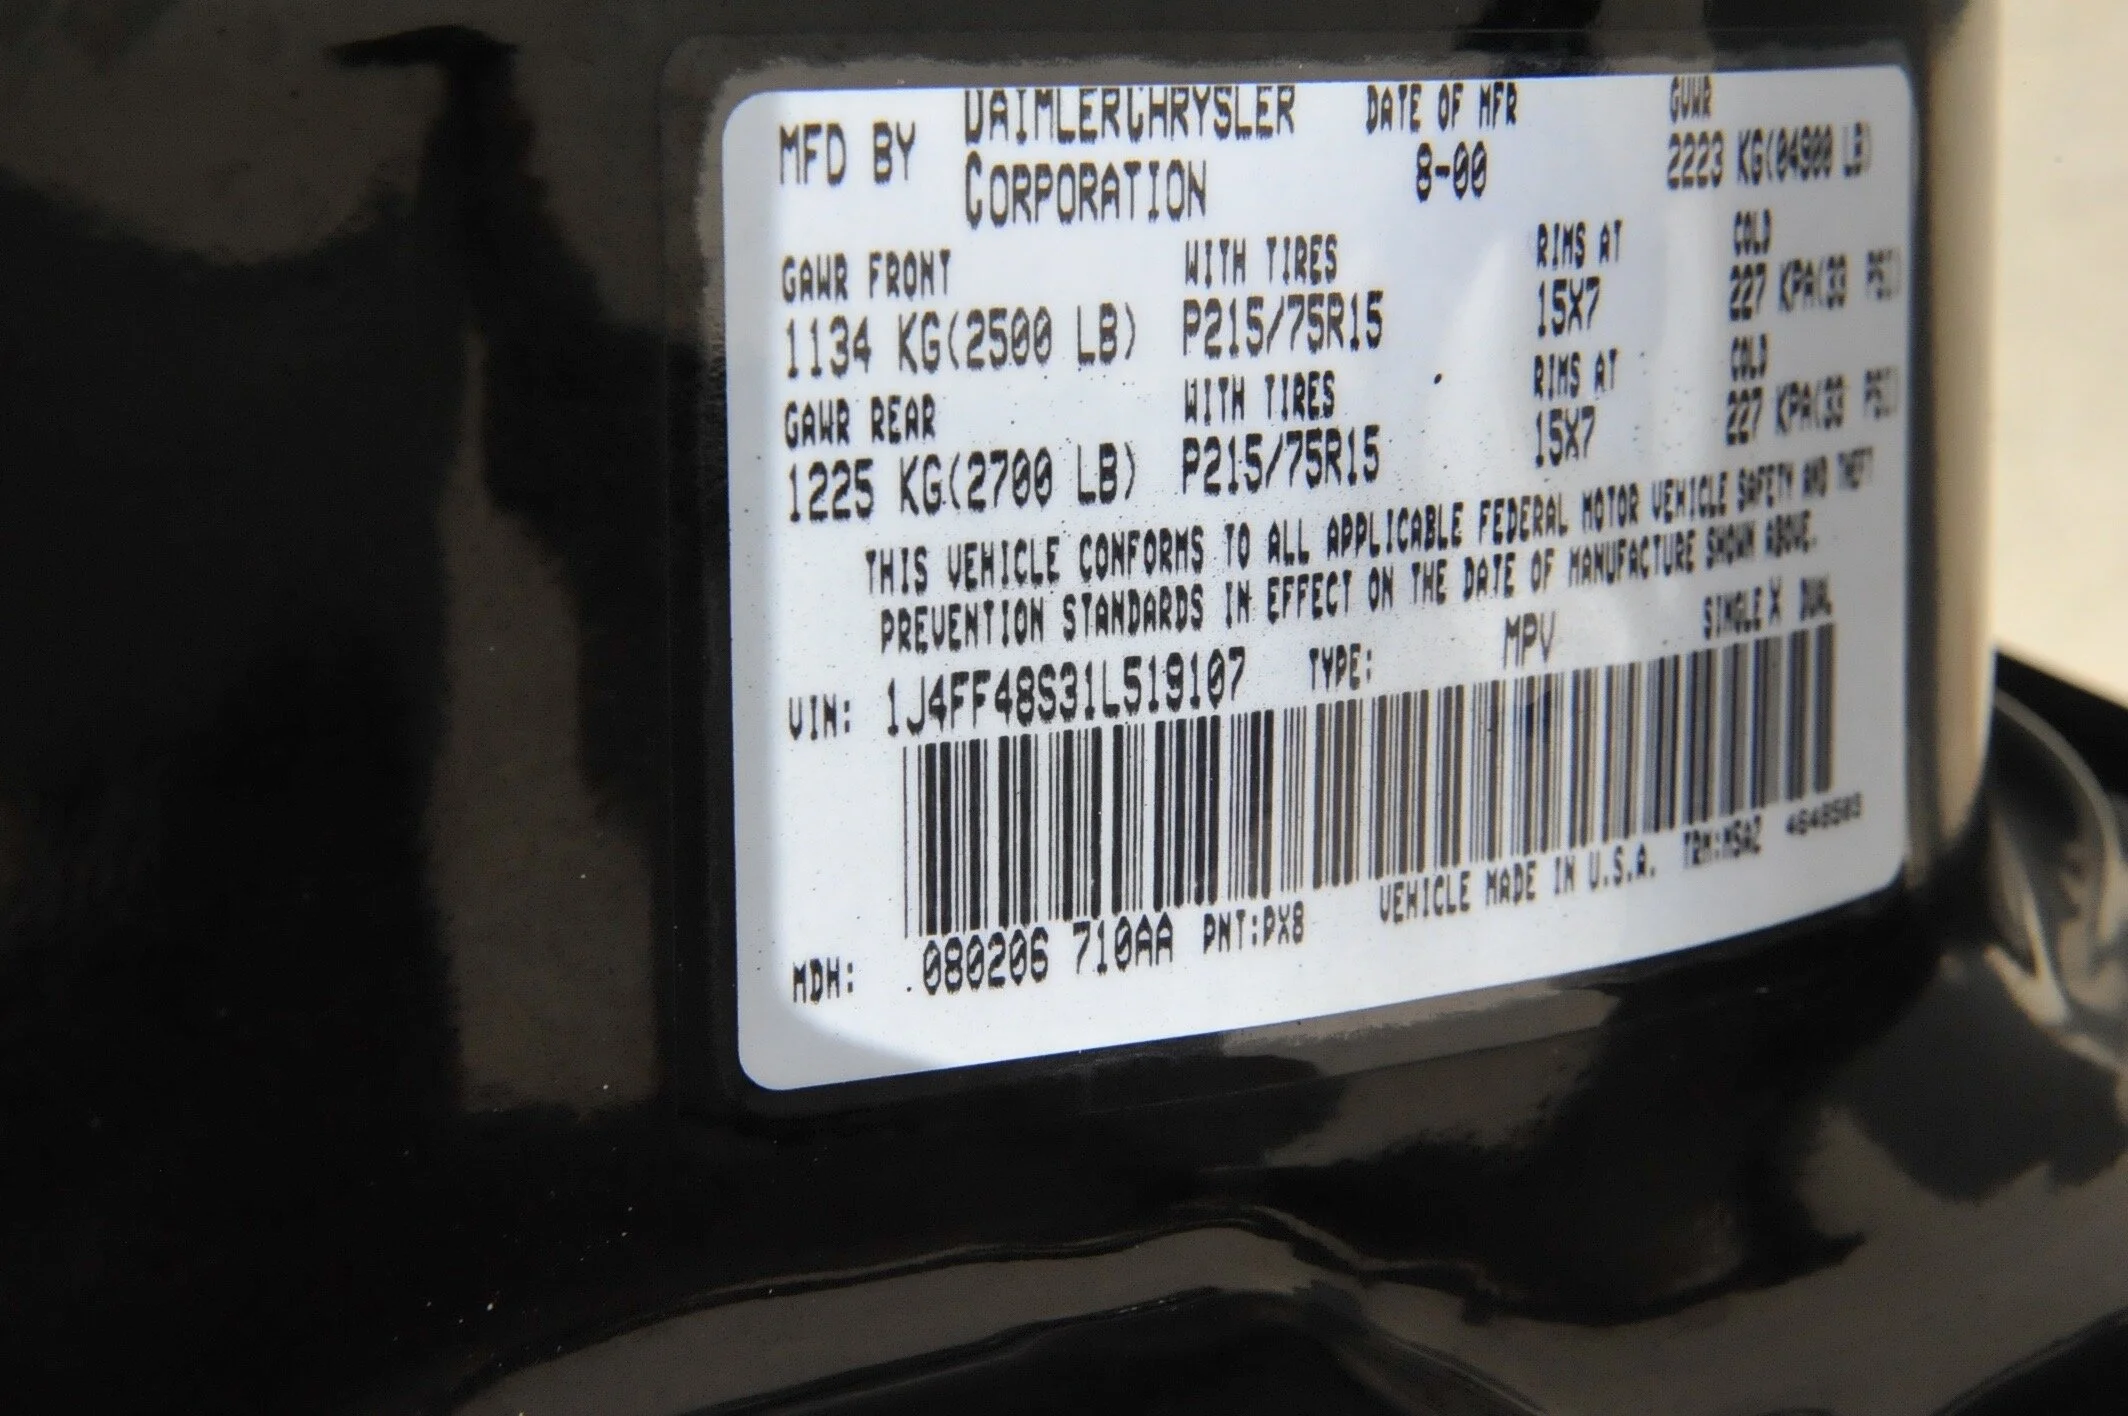 MFD BY DAIMLERCHRYSLER CORPORATION DATE OF MFR 8-00 GVWR 2223 KG(04900 LB)
GAWR FRONT WITH TIRES RIMS AT COLD
1134 KG(2500 LB) P215/75R15 15X7 227 KPA(33 PSI)
GAWR REAR WITH TIRES RIMS AT COLD
1225 KG(2700 LB) P215/75R15 15X7 227 KPA(33 PSI)
THIS VEHICLE CONFORMS TO ALL APPLICABLE FEDERAL MOTOR VEHICLE SAFETY AND THEFT
PREVENTION STANDARDS IN EFFECT ON THE DATE OF MANUFACTURE SHOWN ABOVE.
VIN: 1J4FF48S31L519107 TYPE: MPV SINGLE X DUAL
MDH: 080206 710AA PNT:PX8 VEHICLE MADE IN U.S.A. TRM:MSAZ 4648503